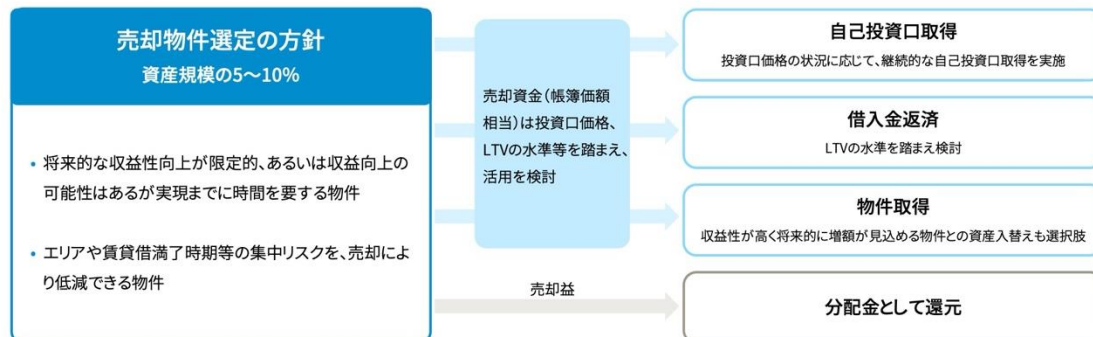 売却物件選定の方針
資産規模の5〜10%
• 将来的な収益性向上が限定的、あるいは収益向上の
可能性はあるが実現までに時間を要する物件
• エリアや賃貸借満了時期等の集中リスクを、売却によ
り低減できる物件
売却資金(帳簿価額
相当)は投資口価格、
LTVの水準等を踏まえ、
活用を検討
売却益
自己投資口取得
投資口価格の状況に応じて、継続的な自己投資口取得を実施
借入金返済
LTVの水準を踏まえ検討
物件取得
収益性が高く将来的に増額が見込める物件との資産入替えも選択肢
分配金として還元